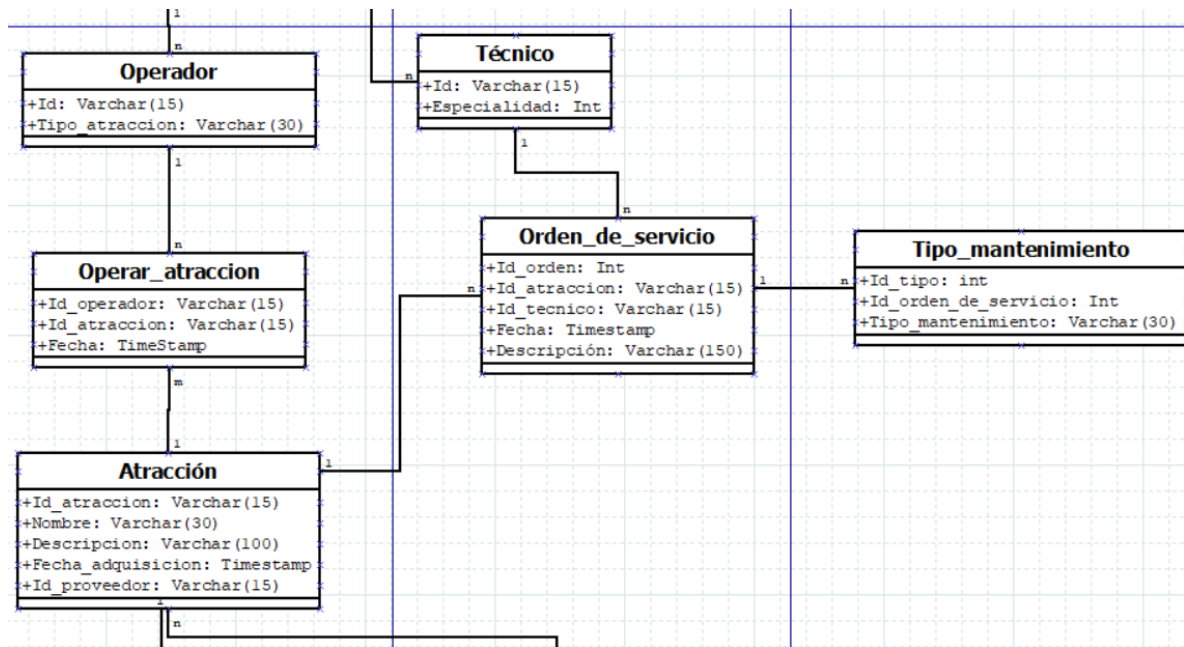 1
n
Operador
+Id: Varchar(15)
+Tipo_atraccion: Varchar(30)
1
n
Operar_atraccion
+Id_operador: Varchar(15)
+Id_atraccion: Varchar(15)
+Fecha: TimeStamp
m
1
Atracción
+Id_atraccion: Varchar(15)
+Nombre: Varchar(30)
+Descripcion: Varchar(100)
+Fecha_adquisicion: Timestamp
+Id_proveedor: Varchar(15)
1
n
1
n
n
Técnico
+Id: Varchar(15)
+Especialidad: Int
1
n
Orden_de_servicio
+Id_orden: Int
+Id_atraccion: Varchar(15)
+Id_tecnico: Varchar(15)
+Fecha: Timestamp
+Descripción: Varchar(150)
1
n
Tipo_mantenimiento
+Id_tipo: int
+Id_orden_de_servicio: Int
+Tipo_mantenimiento: Varchar(30)